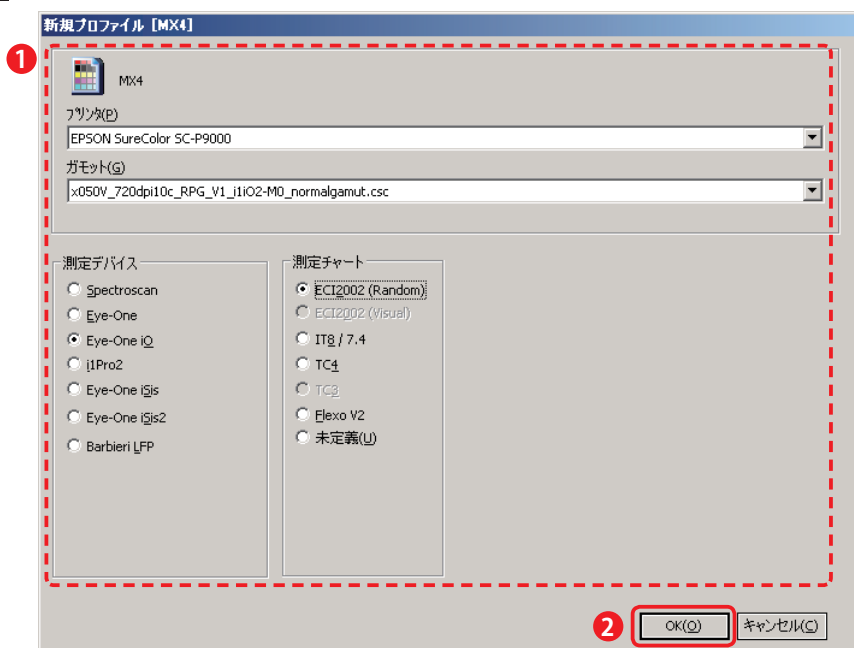 新規プロファイル [MX4]
1
MX4
プリンタ(P)
EPSON SureColor SC-P9000
ガモット(G)
x050V_720dpi10c_RPG_V1_i1iO2-M0_normalgamut.csc
測定デバイス
Spectroscan
Eye-One
Eye-One iO
i1Pro2
Eye-One iSis
Eye-One iSis2
Barbieri LFP
測定チャート
ECI2002 (Random)
ECI2002 (Visual)
IT8 / 7.4
TC4
TC3
Flexo V2
未定義(U)
2
OK(O)
キャンセル(C)